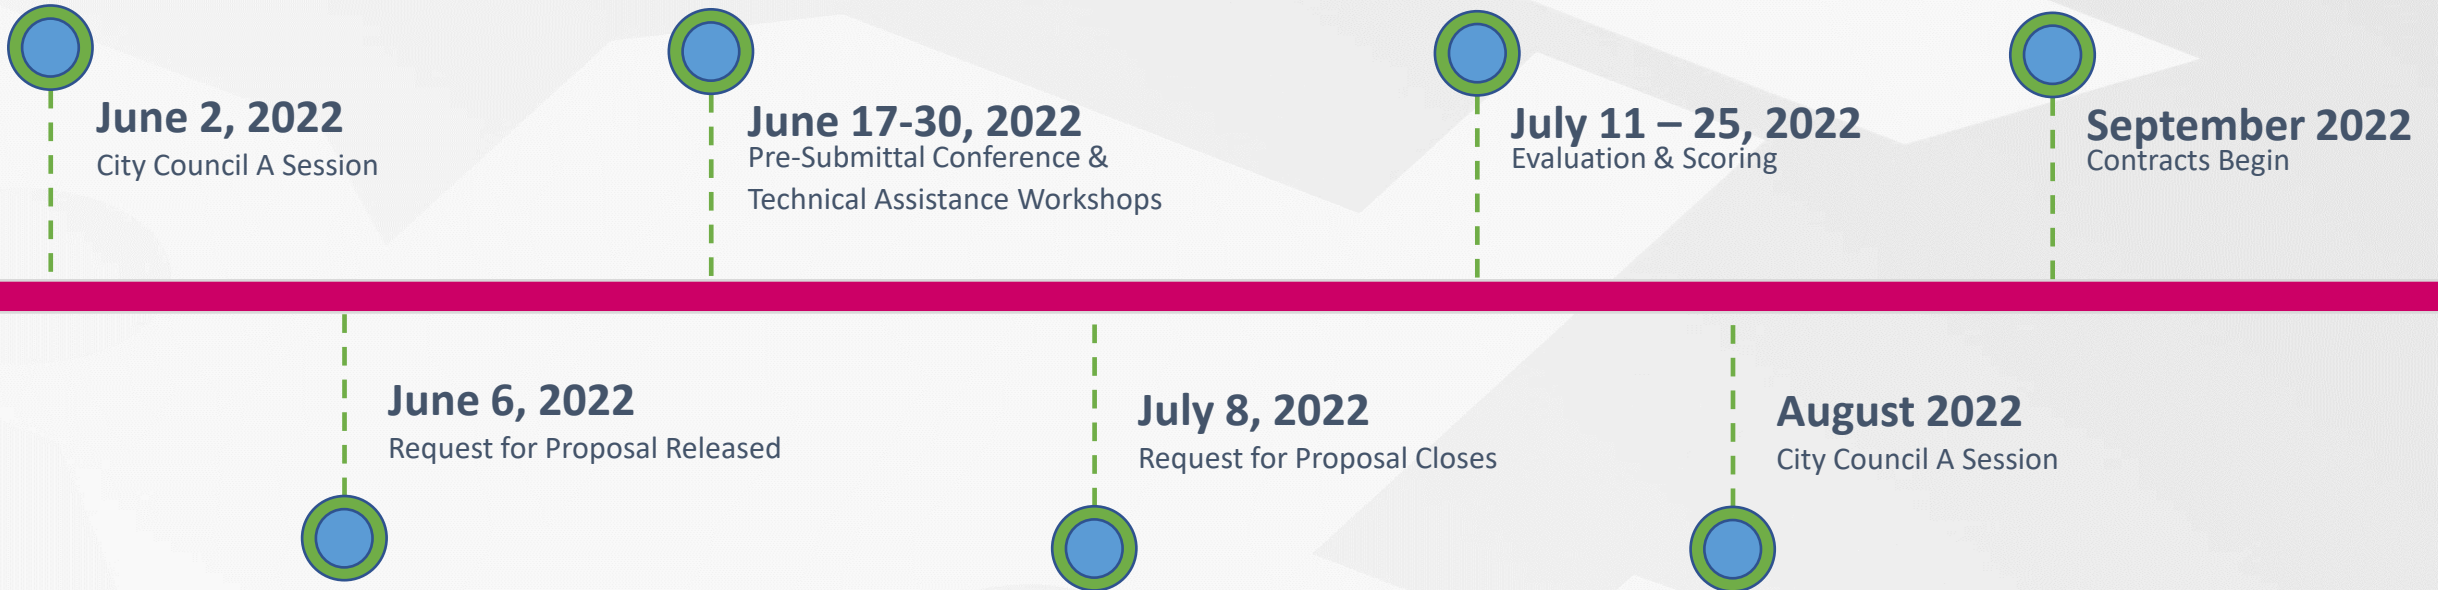 June 2, 2022
City Council A Session
June 17-30, 2022
Pre-Submittal Conference &
Technical Assistance Workshops
July 11 – 25, 2022
Evaluation & Scoring
September 2022
Contracts Begin
June 6, 2022
Request for Proposal Released
July 8, 2022
Request for Proposal Closes
August 2022
City Council A Session